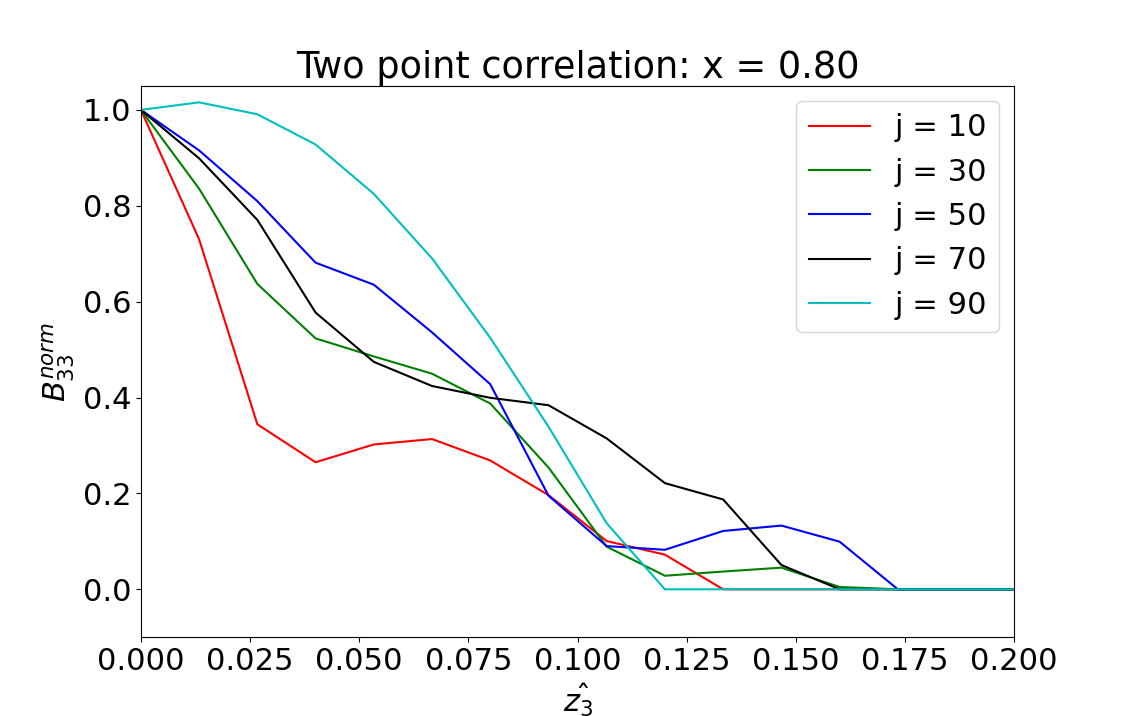 Two point correlation: x = 0.80
1.0
0.8
0.6
0.4
0.2
0.0
B_{33}^{norm}
0.000 0.025 0.050 0.075 0.100 0.125 0.150 0.175 0.200
\hat{z_3}
j = 10
j = 30
j = 50
j = 70
j = 90